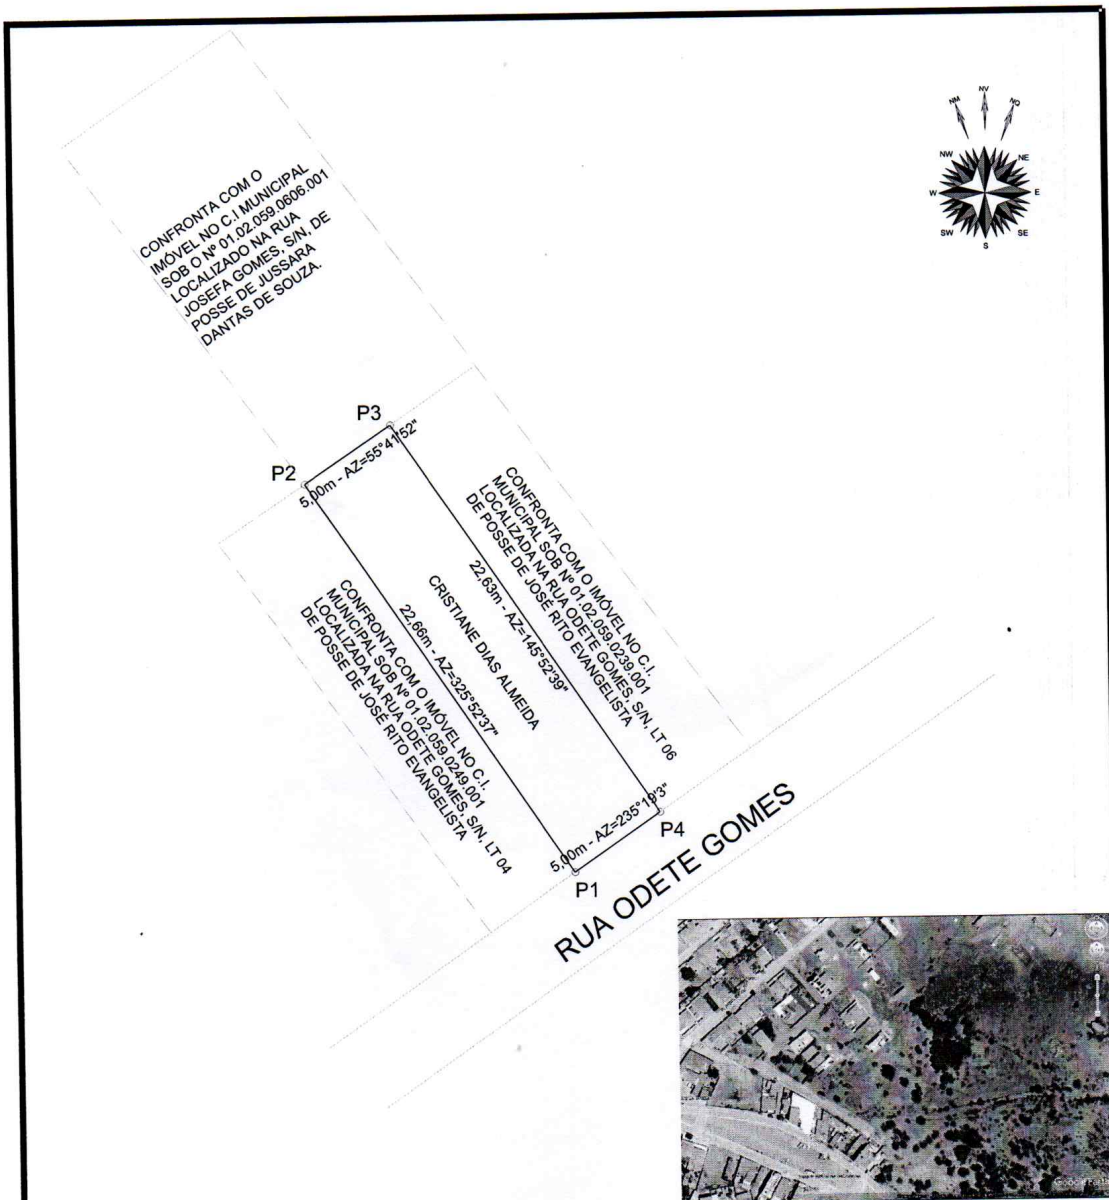 NM
NV
NQ
NW
NE
W
E
SW
SE
S
CONFRONTA COM O
IMÓVEL NO C.I MUNICIPAL
SOB O Nº 01.02.059.0606.001
LOCALIZADO NA RUA
JOSEFA GOMES, S/N, DE
POSSE DE JUSSARA
DANTAS DE SOUZA.
P3
P2
5,00m - AZ=55°41'52"
CONFRONTA COM O IMÓVEL NO C.I.
MUNICIPAL SOB Nº 01.02.059.0239.001
LOCALIZADA NA RUA ODETE GOMES, S/N, LT 06
DE POSSE DE JOSÉ RITO EVANGELISTA
22,63m - AZ=145°52'39"
CRISTIANE DIAS ALMEIDA
22,66m - AZ=325°52'37"
CONFRONTA COM O IMÓVEL NO C.I.
MUNICIPAL SOB Nº 01.02.059.0249.001
LOCALIZADA NA RUA ODETE GOMES, S/N, LT 04
DE POSSE DE JOSÉ RITO EVANGELISTA
5,00m - AZ=235°19'3"
P4
P1
RUA ODETE GOMES
Google Earth